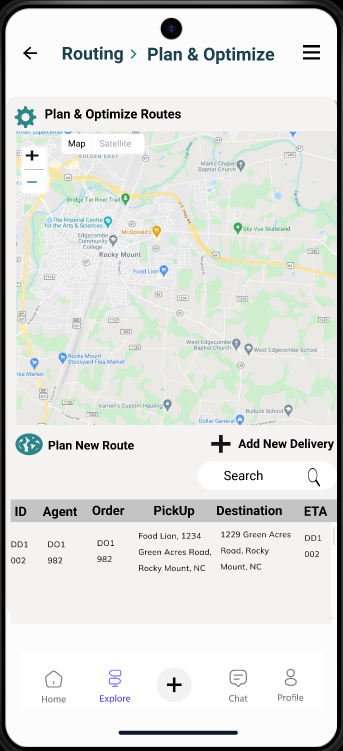 Routing > Plan & Optimize
Plan & Optimize Routes
Map Satellite
GOLDEN EAST
Marks Chapel
Baptist Church
+
−
Bridge Tar River Trail
The Imperial Centre
for the Arts & Sciences
McDonald's
Sky-Vue Skateland
Edgecombe
Community
College
Rocky Mount
Food Lion
West Edgecombe
Baptist Church
West Edgecombe School
Rocky Mount
Stockyard Flea Market
Flea Market
Varnell's Custom Hauling
Bullock School
Dollar General
Plan New Route
+ Add New Delivery
Search
ID Agent Order PickUp Destination ETA
DD1 DO1 DO1 Food Lion, 1234 1229 Green Acres DD1
002 982 982 Green Acres Road, Road, Rocky 002
Rocky Mount, NC Mount, NC
Home Explore + Chat Profile